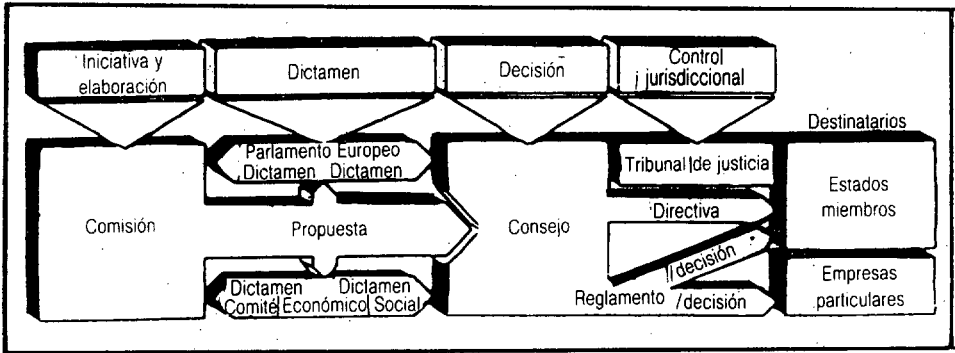 Iniciativa y
elaboración
Dictamen
Decisión
Control
jurisdiccional
Destinatarios
Parlamento Europeo
Dictamen Dictamen
Tribunal de justicia
Estados
miembros
Comisión
Propuesta
Consejo
Directiva
/decisión
Reglamento /decisión
Empresas
particulares
Dictamen Dictamen
Comité Económico Social